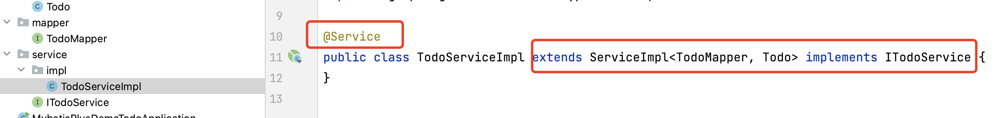 Todo
mapper
TodoMapper
service
impl
TodoServiceImpl
ITodoService
MybatisPlusDemoTodoApplication
9
10 @Service
11 public class TodoServiceImpl extends ServiceImpl<TodoMapper, Todo> implements ITodoService {
12 }
13